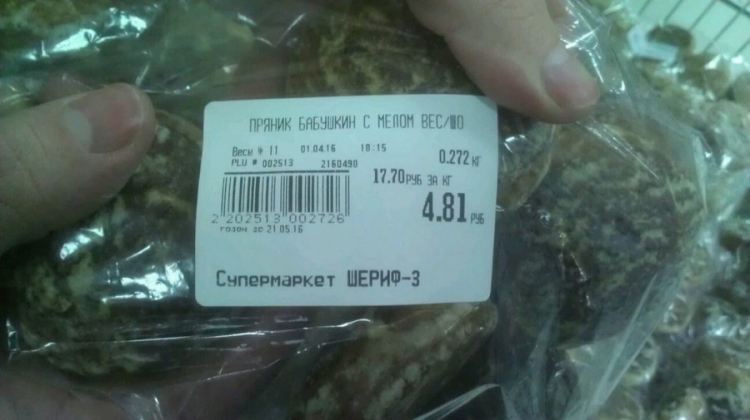 ПРЯНИК БАБУШКИН С МЕЛОМ ВЕС/ШО
Весы № 11 01.04.16 18:15
PLU # 002513 2160490
0.272 КГ
17.70 РУБ ЗА КГ
4.81 РУБ
2 202513 002726
годен до 21.05.16
Супермаркет ШЕРИФ-3